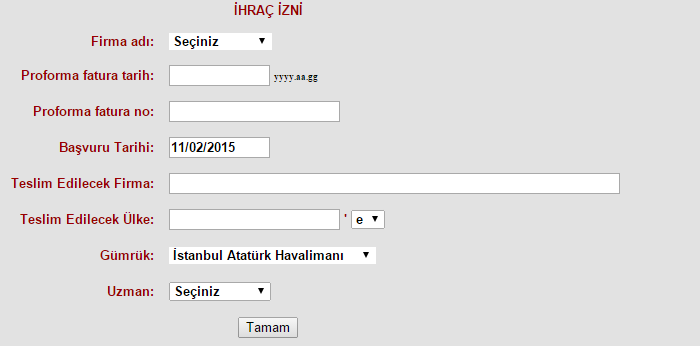 İHRAÇ İZNİ
Firma adı: Seçiniz
Proforma fatura tarih: yyyy.aa.gg
Proforma fatura no:
Başvuru Tarihi: 11/02/2015
Teslim Edilecek Firma:
Teslim Edilecek Ülke: ' e
Gümrük: İstanbul Atatürk Havalimanı
Uzman: Seçiniz
Tamam